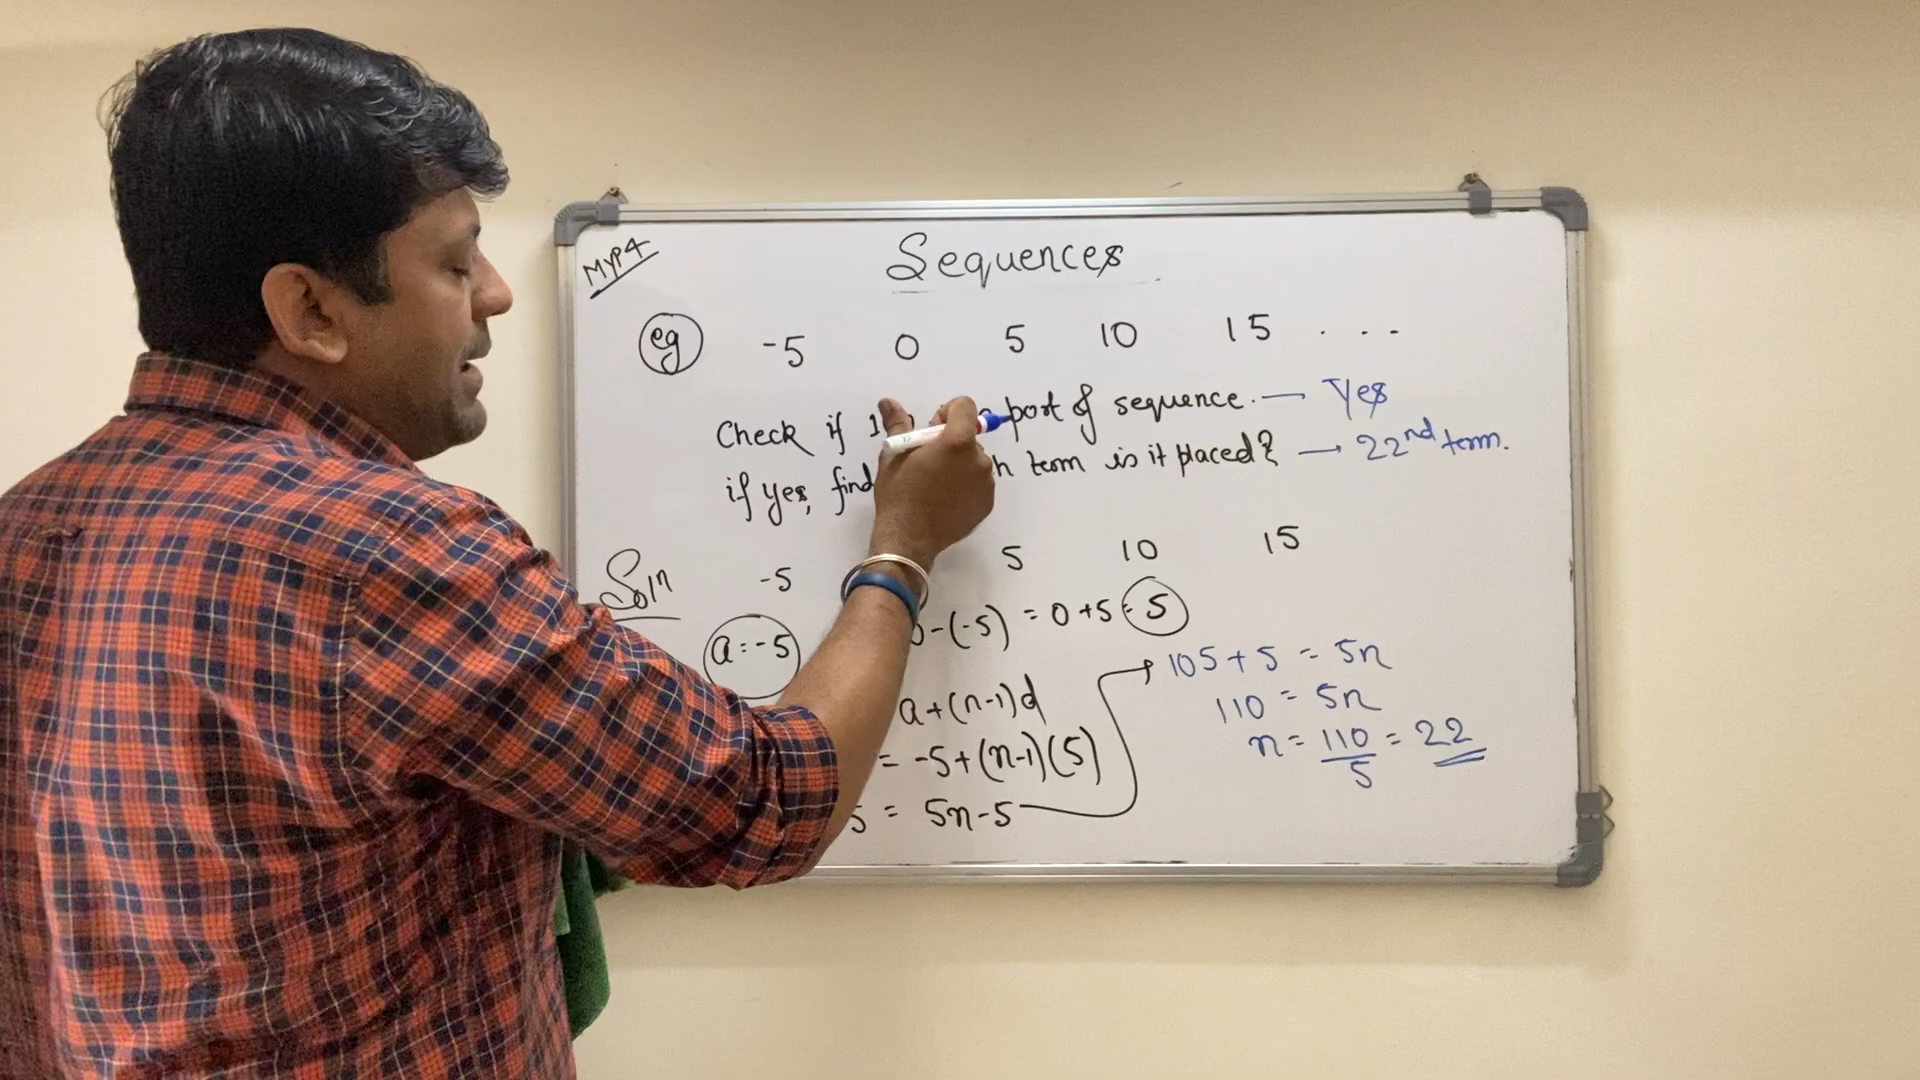 MYP4
Sequences
eg -5 0 5 10 15 . . .
Check if part of sequence. — Yes
if yes, find term is it placed? → 22nd term.
Soln -5 5 10 15
a=-5 -(-5) = 0+5 = 5
a+(n-1)d
= -5+(n-1)(5)
5 = 5n-5
105+5 = 5n
110 = 5n
n = 110/5 = 22